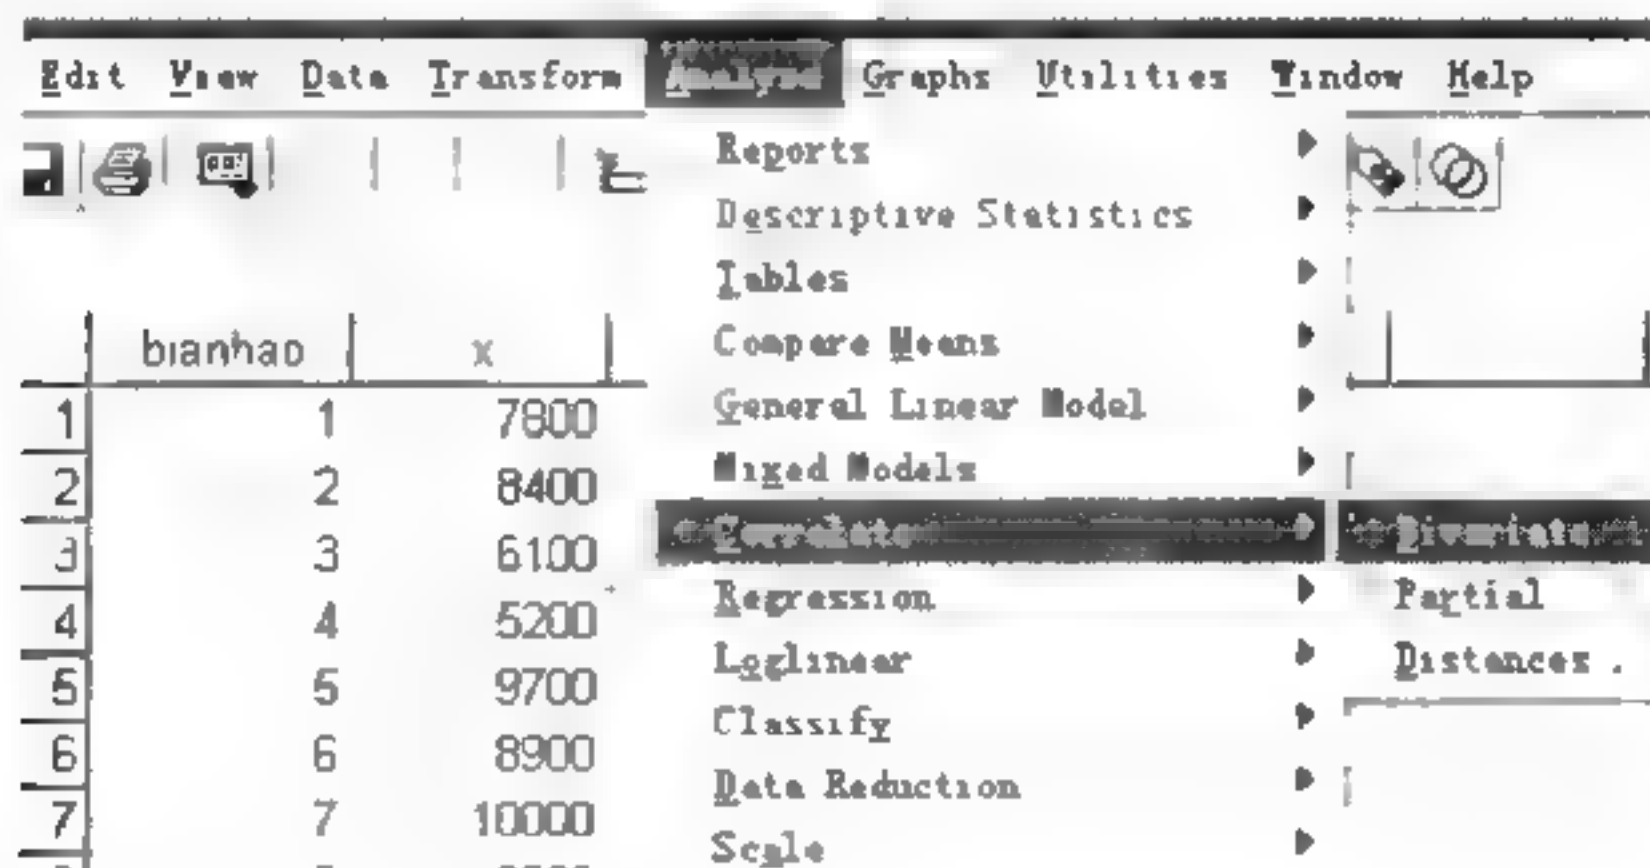 Edit View Data Transform Analyze Graphs Utilities Window Help
Reports
Descriptive Statistics
Tables
bianhao x Compare Means
1 1 7800 General Linear Model
2 2 8400 Mixed Models
Correlate Bivariate
3 3 6100
Regression Partial
4 4 5200
Loglinear Distances .
5 5 9700
Classify
6 6 8900
Data Reduction
7 7 10000
Scale